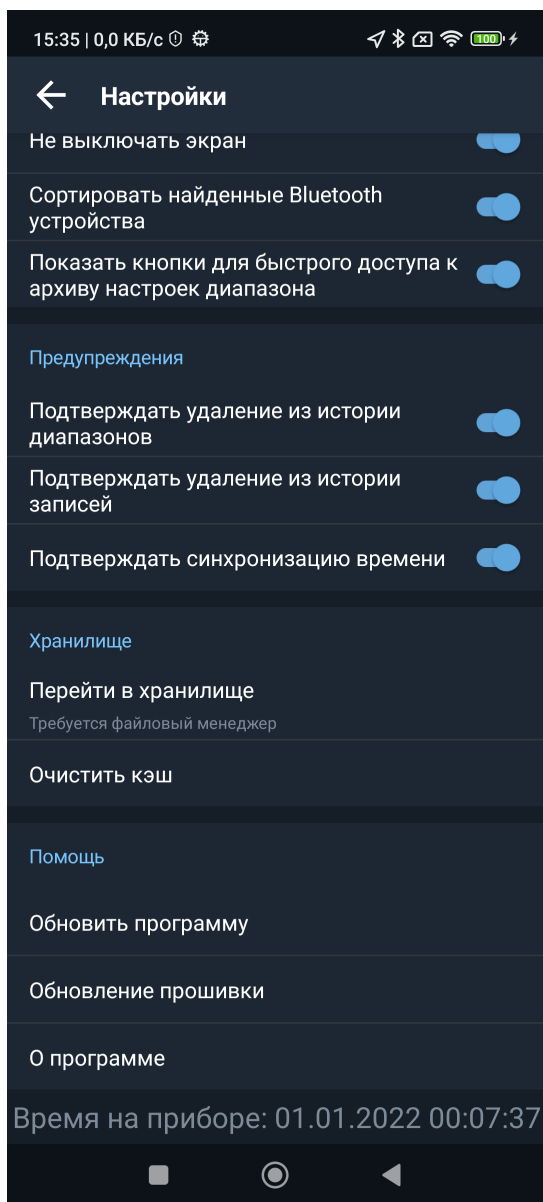 15:35 | 0,0 КБ/с
100
Настройки
Не выключать экран
Сортировать найденные Bluetooth
устройства
Показать кнопки для быстрого доступа к
архиву настроек диапазона
Предупреждения
Подтверждать удаление из истории
диапазонов
Подтверждать удаление из истории
записей
Подтверждать синхронизацию времени
Хранилище
Перейти в хранилище
Требуется файловый менеджер
Очистить кэш
Помощь
Обновить программу
Обновление прошивки
О программе
Время на приборе: 01.01.2022 00:07:37